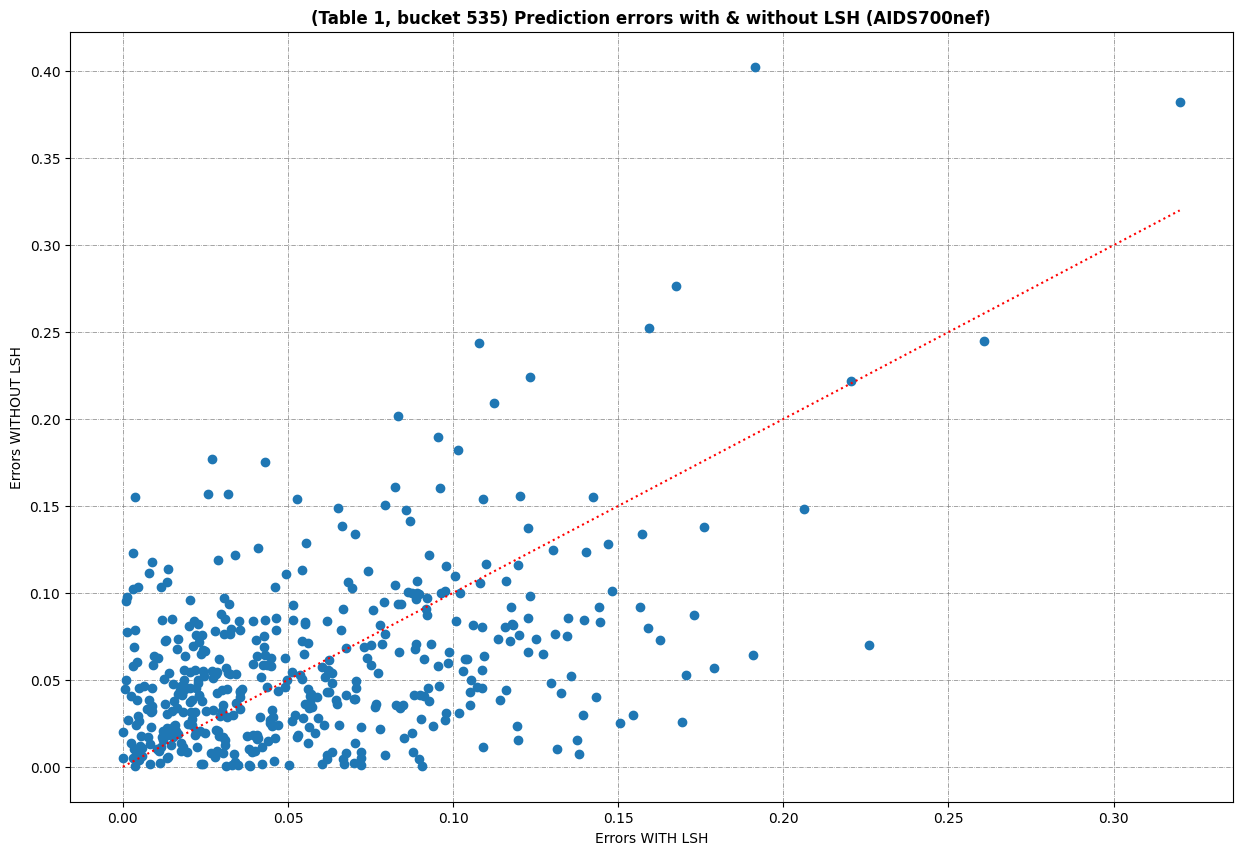 (Table 1, bucket 535) Prediction errors with & without LSH (AIDS700nef)
Errors WITHOUT LSH
0.40
0.35
0.30
0.25
0.20
0.15
0.10
0.05
0.00
0.00 0.05 0.10 0.15 0.20 0.25 0.30
Errors WITH LSH